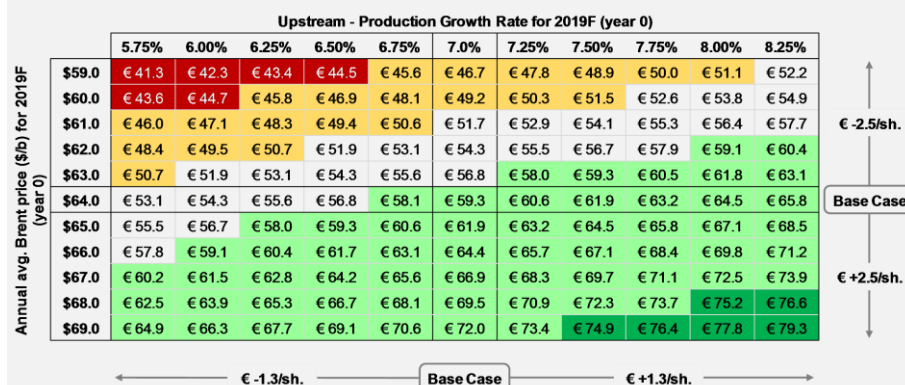 Upstream - Production Growth Rate for 2019F (year 0)
5.75% 6.00% 6.25% 6.50% 6.75% 7.0% 7.25% 7.50% 7.75% 8.00% 8.25%
Annual avg. Brent price ($/b) for 2019F
(year 0)
$59.0 € 41.3 € 42.3 € 43.4 € 44.5 € 45.6 € 46.7 € 47.8 € 48.9 € 50.0 € 51.1 € 52.2
$60.0 € 43.6 € 44.7 € 45.8 € 46.9 € 48.1 € 49.2 € 50.3 € 51.5 € 52.6 € 53.8 € 54.9
$61.0 € 46.0 € 47.1 € 48.3 € 49.4 € 50.6 € 51.7 € 52.9 € 54.1 € 55.3 € 56.4 € 57.7
€ -2.5/sh.
$62.0 € 48.4 € 49.5 € 50.7 € 51.9 € 53.1 € 54.3 € 55.5 € 56.7 € 57.9 € 59.1 € 60.4
$63.0 € 50.7 € 51.9 € 53.1 € 54.3 € 55.6 € 56.8 € 58.0 € 59.3 € 60.5 € 61.8 € 63.1
$64.0 € 53.1 € 54.3 € 55.6 € 56.8 € 58.1 € 59.3 € 60.6 € 61.9 € 63.2 € 64.5 € 65.8
Base Case
$65.0 € 55.5 € 56.7 € 58.0 € 59.3 € 60.6 € 61.9 € 63.2 € 64.5 € 65.8 € 67.1 € 68.5
$66.0 € 57.8 € 59.1 € 60.4 € 61.7 € 63.1 € 64.4 € 65.7 € 67.1 € 68.4 € 69.8 € 71.2
$67.0 € 60.2 € 61.5 € 62.8 € 64.2 € 65.6 € 66.9 € 68.3 € 69.7 € 71.1 € 72.5 € 73.9
€ +2.5/sh.
$68.0 € 62.5 € 63.9 € 65.3 € 66.7 € 68.1 € 69.5 € 70.9 € 72.3 € 73.7 € 75.2 € 76.6
$69.0 € 64.9 € 66.3 € 67.7 € 69.1 € 70.6 € 72.0 € 73.4 € 74.9 € 76.4 € 77.8 € 79.3
€ -1.3/sh. Base Case € +1.3/sh.